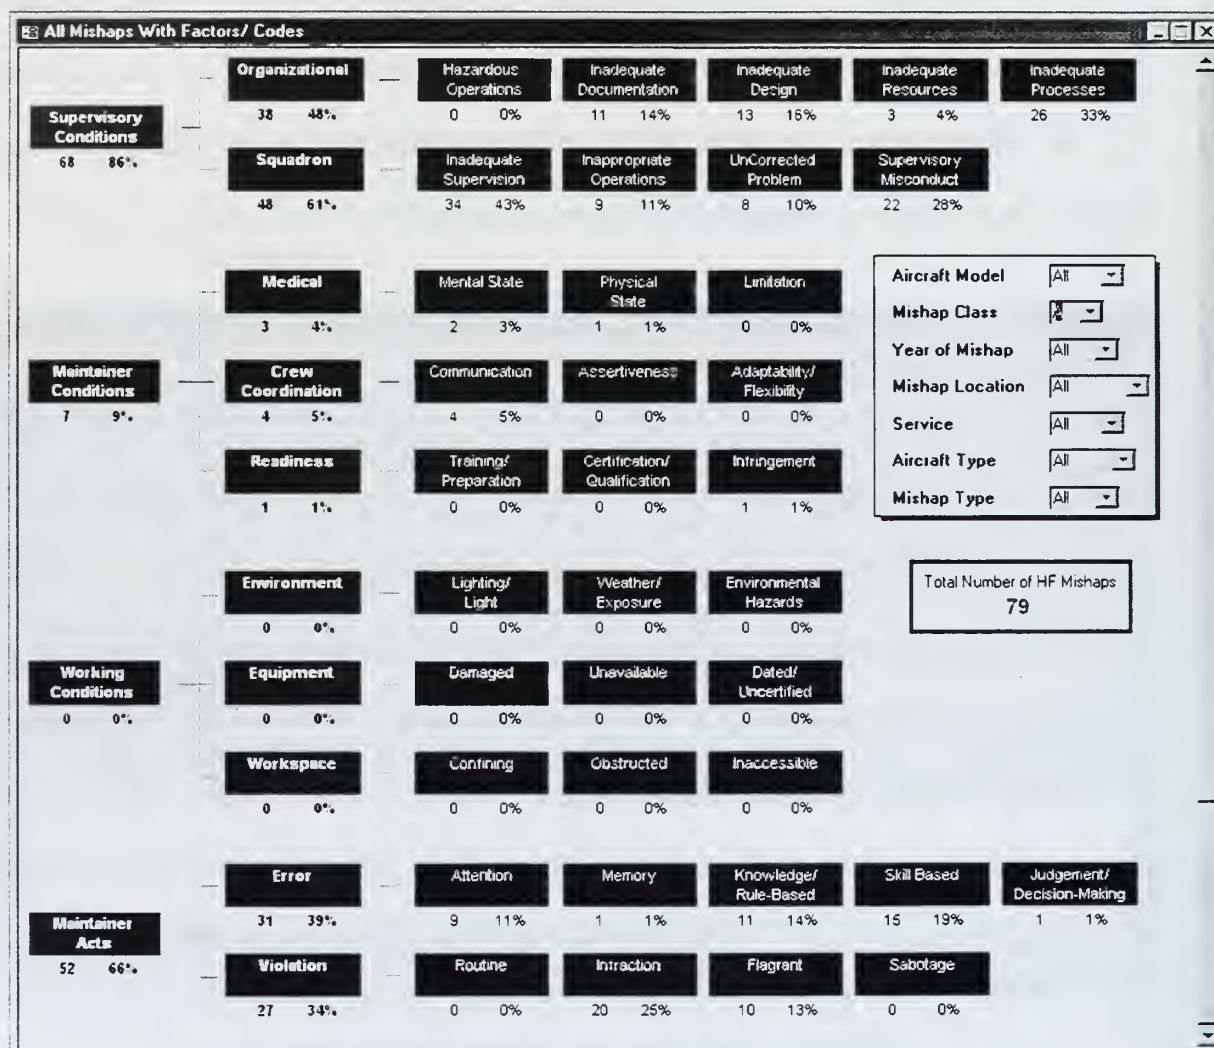 All Mishaps With Factors/ Codes
Organizational
Hazardous
Operations
Inadequate
Documentation
Inadequate
Design
Inadequate
Resources
Inadequate
Processes
38 48%
0 0%
11 14%
13 16%
3 4%
26 33%
Supervisory
Conditions
68 86%
Squadron
Inadequate
Supervision
Inappropriate
Operations
UnCorrected
Problem
Supervisory
Misconduct
48 61%
34 43%
9 11%
8 10%
22 28%
Medical
Mental State
Physical
State
Limitation
3 4%
2 3%
1 1%
0 0%
Maintainer
Conditions
7 9%
Crew
Coordination
Communication
Assertiveness
Adaptability/
Flexibility
4 5%
4 5%
0 0%
0 0%
Readiness
Training/
Preparation
Certification/
Qualification
Infringement
1 1%
0 0%
0 0%
1 1%
Aircraft Model All
Mishap Class
Year of Mishap All
Mishap Location All
Service All
Aircraft Type All
Mishap Type All
Total Number of HF Mishaps
79
Environment
Lighting/
Light
Weather/
Exposure
Environmental
Hazards
0 0%
0 0%
0 0%
0 0%
Working
Conditions
0 0%
Equipment
Damaged
Unavailable
Dated/
Uncertified
0 0%
0 0%
0 0%
0 0%
Workspace
Confining
Obstructed
Inaccessible
0 0%
0 0%
0 0%
0 0%
Error
Attention
Memory
Knowledge/
Rule-Based
Skill Based
Judgement/
Decision-Making
31 39%
9 11%
1 1%
11 14%
15 19%
1 1%
Maintainer
Acts
52 66%
Violation
Routine
Infraction
Flagrant
Sabotage
27 34%
0 0%
20 25%
10 13%
0 0%